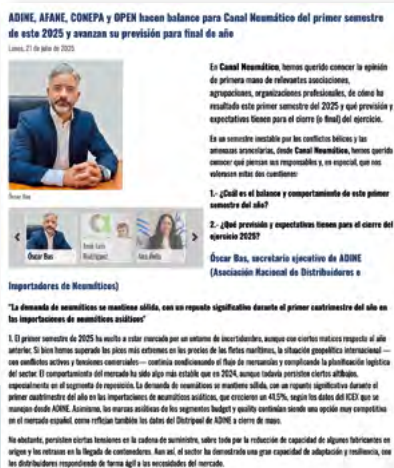 ADINE, AFANE, CONEPA y OPEN hacen balance para Canal Neumático del primer semestre
de este 2025 y avanzan su previsión para final de año
Lunes, 21 de julio de 2025
En Canal Neumático, hemos querido conocer la opinión
de primera mano de relevantes asociaciones,
agrupaciones, organizaciones profesionales, de cómo ha
resultado este primer semestre del 2025 y qué previsión y
expectativas tienen para el cierre (o final) del ejercicio.
En un semestre inestable por los conflictos bélicos y las
amenazas arancelarias, desde Canal Neumático, hemos querido
conocer qué piensan sus responsables y, en especial, que nos
valorasen estas dos cuestiones:
Óscar Bas
1.- ¿Cuál es el balance y comportamiento de este primer
semestre del año?
2.- ¿Qué previsión y expectativas tienen para el cierre del
ejercicio 2025?
Óscar Bas
José Luis
Rodríguez
Ana Ávila
Óscar Bas, secretario ejecutivo de ADINE
(Asociación Nacional de Distribuidores e
Importadores de Neumáticos)
"La demanda de neumáticos se mantiene sólida, con un repunte significativo durante el primer cuatrimestre del año en
las importaciones de neumáticos asiáticos"
1. El primer semestre de 2025 ha vuelto a estar marcado por un entorno de incertidumbre, aunque con ciertos matices respecto al año
anterior. Si bien hemos superado los picos más extremos en los precios de los fletes marítimos, la situación geopolítica internacional —
con conflictos activos y tensiones comerciales— continúa condicionando el flujo de mercancías y complicando la planificación logística
del sector. El comportamiento del mercado ha sido algo más estable que en 2024, aunque todavía persisten ciertos altibajos,
especialmente en el segmento de reposición. La demanda de neumáticos se mantiene sólida, con un repunte significativo durante el
primer cuatrimestre del año en las importaciones de neumáticos asiáticos, que crecieron un 41,5%, según los datos del ICEX que se
manejan desde ADINE. Asimismo, las marcas asiáticas de los segmentos budget y quality continúan siendo una opción muy competitiva
en el mercado español, como reflejan también los datos del Distripool de ADINE a cierre de mayo.
No obstante, persisten ciertas tensiones en la cadena de suministro, sobre todo por la reducción de capacidad de algunos fabricantes en
origen y los retrasos en la llegada de contenedores. Aun así, el sector ha demostrado una gran capacidad de adaptación y resiliencia, con
los distribuidores respondiendo de forma ágil a las necesidades del mercado.